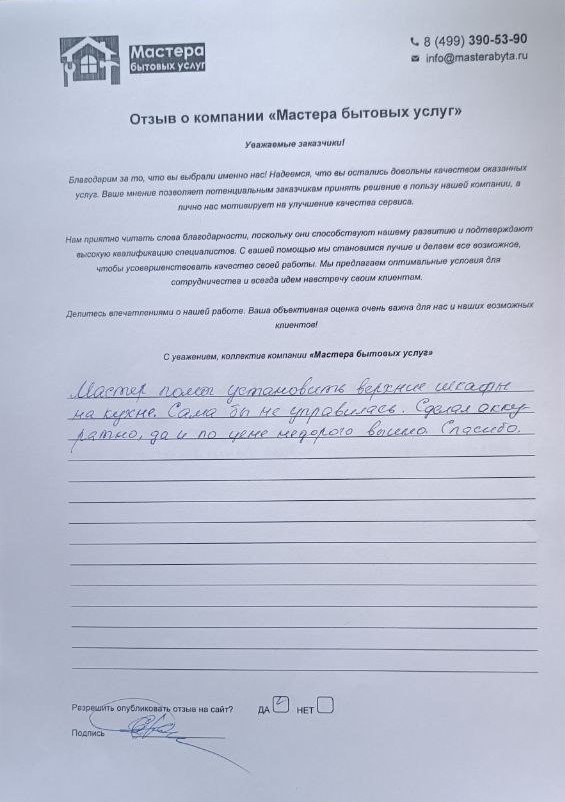 Мастера
бытовых услуг
8 (499) 390-53-90
info@masterabyta.ru
Отзыв о компании «Мастера бытовых услуг»
Уважаемые заказчики!
Благодарим за то, что вы выбрали именно нас! Надеемся, что вы остались довольны качеством оказанных
услуг. Ваше мнение позволяет потенциальным заказчикам принять решение в пользу нашей компании, а
лично нас мотивирует на улучшение качества сервиса.
Нам приятно читать слова благодарности, поскольку они способствуют нашему развитию и подтверждают
высокую квалификацию специалистов. С вашей помощью мы становимся лучше и делаем все возможное,
чтобы усовершенствовать качество своей работы. Мы предлагаем оптимальные условия для
сотрудничества и всегда идем навстречу своим клиентам.
Делитесь впечатлениями о нашей работе. Ваша объективная оценка очень важна для нас и наших возможных
клиентов!
С уважением, коллектив компании «Мастера бытовых услуг»
Мастер помог установить верхние шкафы
на кухне. Сама бы не управилась. Сделал акку-
ратно, да и по цене недорого вышло. Спасибо.
Разрешить опубликовать отзыв на сайт? ДА НЕТ
Подпись